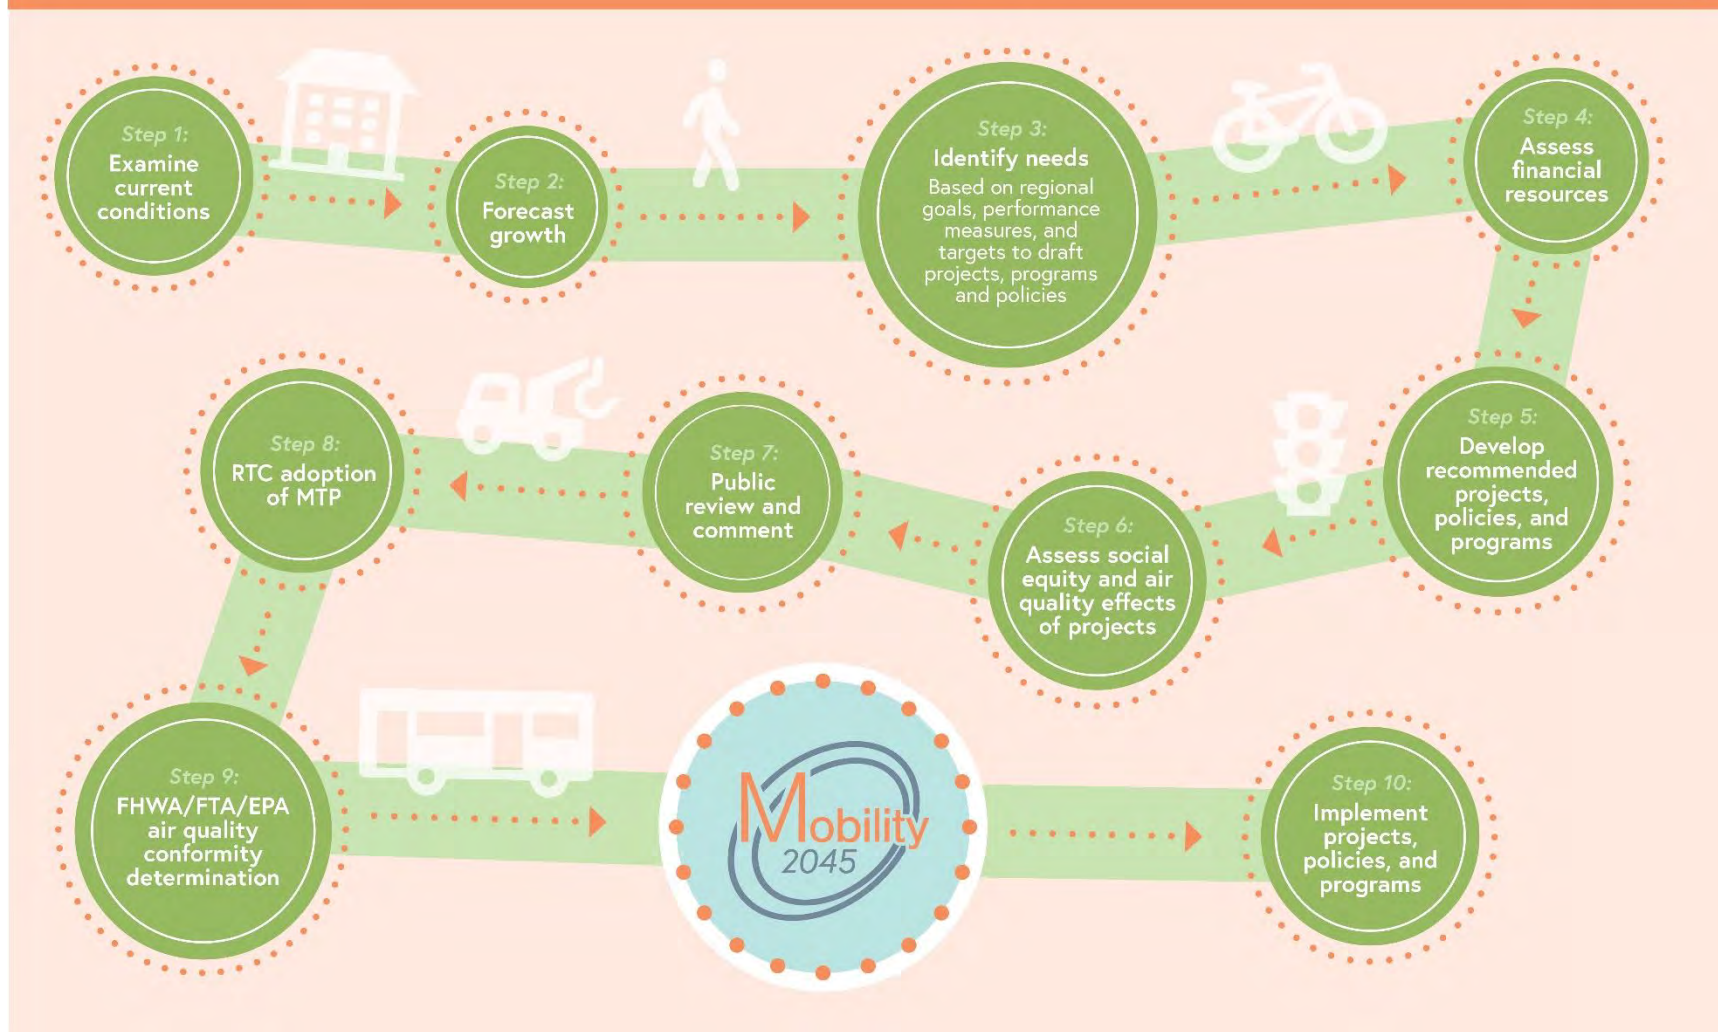 Step 1:
Examine
current
conditions
Step 2:
Forecast
growth
Step 3:
Identify needs
Based on regional
goals, performance
measures, and
targets to draft
projects, programs
and policies
Step 4:
Assess
financial
resources
Step 5:
Develop
recommended
projects,
policies, and
programs
Step 6:
Assess social
equity and air
quality effects
of projects
Step 7:
Public
review and
comment
Step 8:
RTC adoption
of MTP
Step 9:
FHWA/FTA/EPA
air quality
conformity
determination
Mobility
2045
Step 10:
Implement
projects,
policies, and
programs